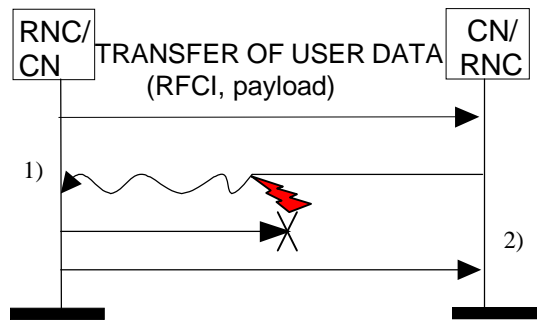 RNC/
CN
CN/
RNC
TRANSFER OF USER DATA
(RFCI, payload)
1)
2)